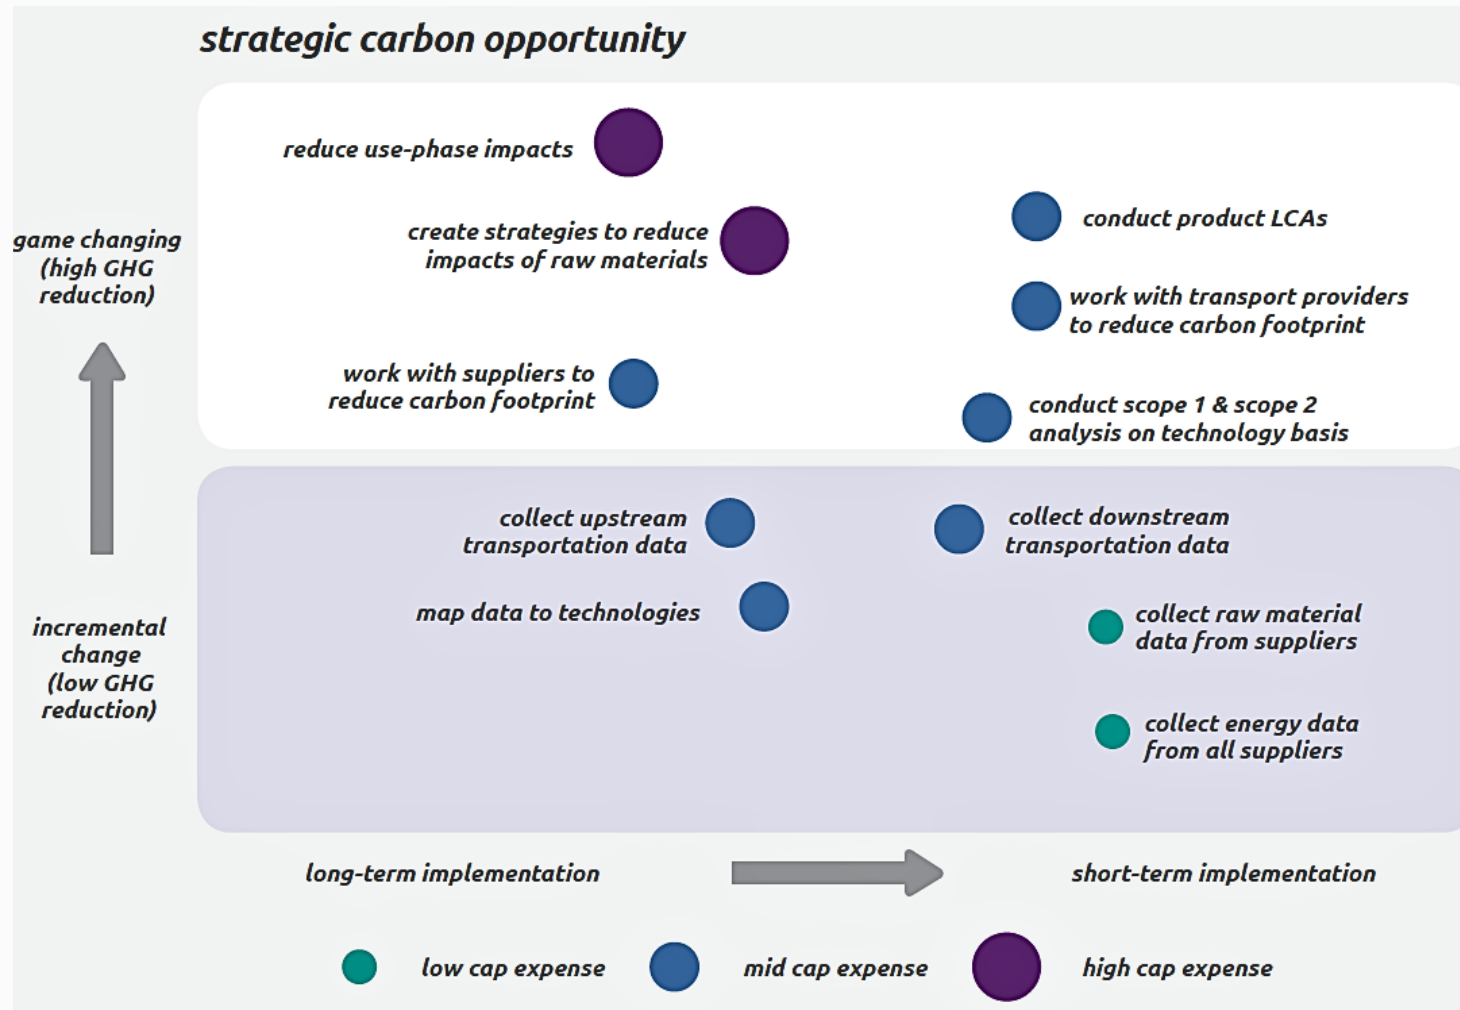 strategic carbon opportunity
reduce use-phase impacts
create strategies to reduce
impacts of raw materials
conduct product LCAs
game changing
(high GHG
reduction)
work with transport providers
to reduce carbon footprint
work with suppliers to
reduce carbon footprint
conduct scope 1 & scope 2
analysis on technology basis
collect upstream
transportation data
collect downstream
transportation data
map data to technologies
incremental
change
(low GHG
reduction)
collect raw material
data from suppliers
collect energy data
from all suppliers
long-term implementation
short-term implementation
low cap expense
mid cap expense
high cap expense